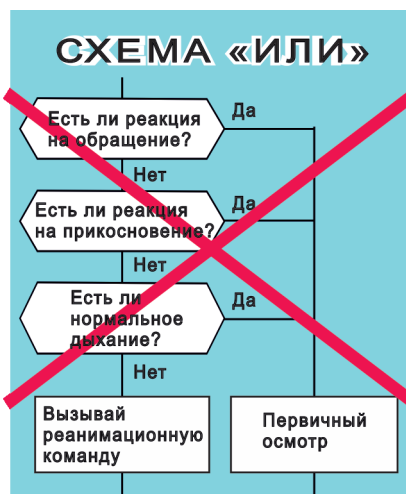 СХЕМА «ИЛИ»
Есть ли реакция
на обращение?
Да
Нет
Есть ли реакция
на прикосновение?
Да
Нет
Есть ли
нормальное
дыхание?
Да
Нет
Вызывай
реанимационную
команду
Первичный
осмотр